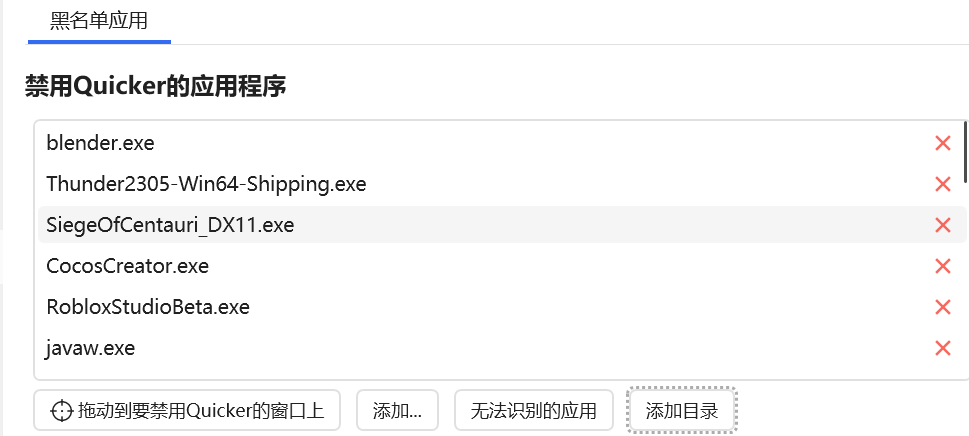 黑名单应用
禁用Quicker的应用程序
blender.exe
Thunder2305-Win64-Shipping.exe
SiegeOfCentauri_DX11.exe
CocosCreator.exe
RobloxStudioBeta.exe
javaw.exe
拖动到要禁用Quicker的窗口上 添加... 无法识别的应用 添加目录